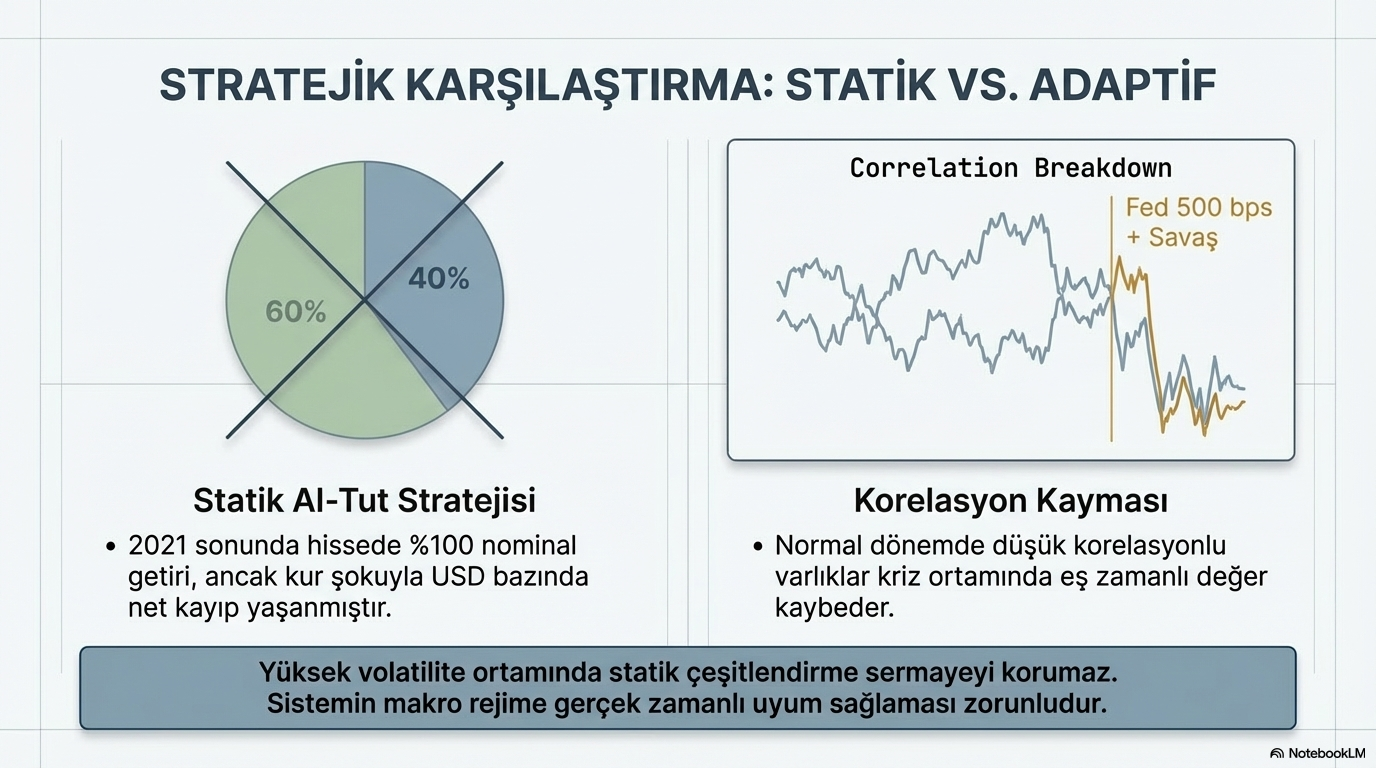 STRATEJİK KARŞILAŞTIRMA: STATİK VS. ADAPTİF
60%
40%
Statik Al-Tut Stratejisi
• 2021 sonunda hissede %100 nominal
getiri, ancak kur şokuyla USD bazında
net kayıp yaşanmıştır.
Correlation Breakdown
Fed 500 bps
+ Savaş
Korelasyon Kayması
• Normal dönemde düşük korelasyonlu
varlıklar kriz ortamında eş zamanlı değer
kaybeder.
Yüksek volatilite ortamında statik çeşitlendirme sermayeyi korumaz.
Sistemin makro rejime gerçek zamanlı uyum sağlaması zorunludur.
NotebookLM